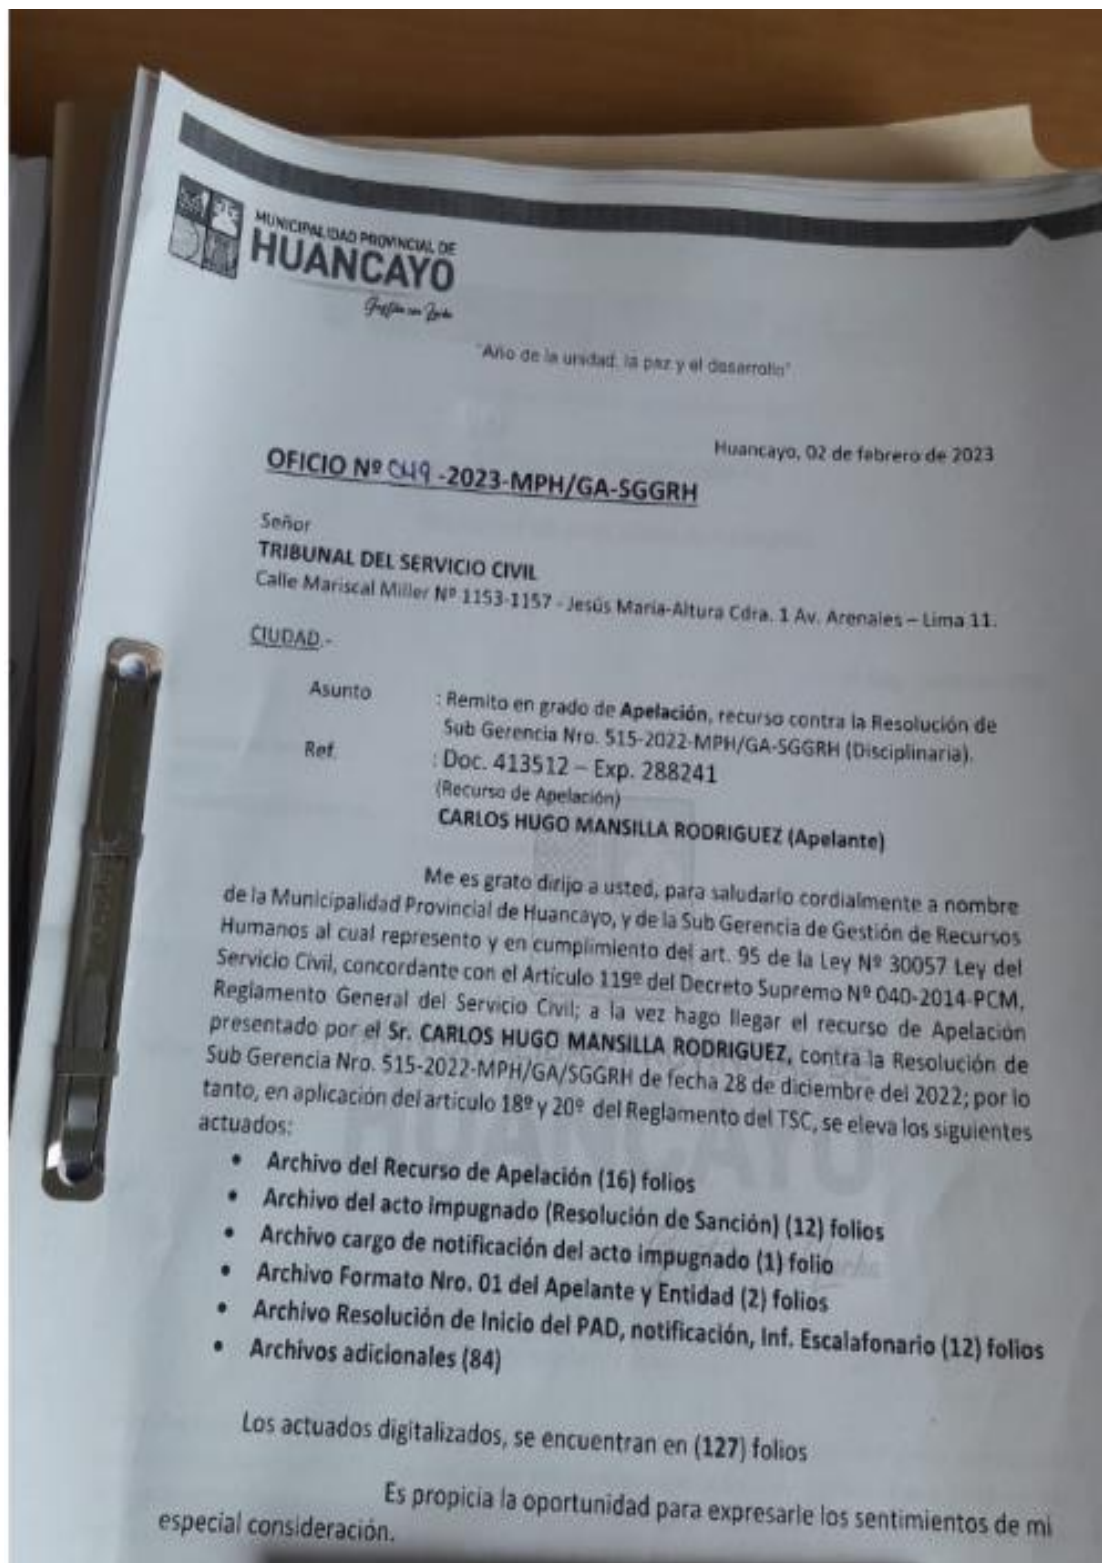 MUNICIPALIDAD PROVINCIAL DE
HUANCAYO
"Año de la unidad, la paz y el desarrollo"
Huancayo, 02 de febrero de 2023
OFICIO Nº 049 -2023-MPH/GA-SGGRH
Señor
TRIBUNAL DEL SERVICIO CIVIL
Calle Mariscal Miller Nº 1153-1157 - Jesús María-Altura Cdra. 1 Av. Arenales – Lima 11.
CIUDAD.-
Asunto : Remito en grado de Apelación, recurso contra la Resolución de
Sub Gerencia Nro. 515-2022-MPH/GA-SGGRH (Disciplinaria).
Ref. : Doc. 413512 – Exp. 288241
(Recurso de Apelación)
CARLOS HUGO MANSILLA RODRIGUEZ (Apelante)
Me es grato dirijo a usted, para saludarlo cordialmente a nombre
de la Municipalidad Provincial de Huancayo, y de la Sub Gerencia de Gestión de Recursos
Humanos al cual represento y en cumplimiento del art. 95 de la Ley Nº 30057 Ley del
Servicio Civil, concordante con el Artículo 119º del Decreto Supremo Nº 040-2014-PCM,
Reglamento General del Servicio Civil; a la vez hago llegar el recurso de Apelación
presentado por el Sr. CARLOS HUGO MANSILLA RODRIGUEZ, contra la Resolución de
Sub Gerencia Nro. 515-2022-MPH/GA/SGGRH de fecha 28 de diciembre del 2022; por lo
tanto, en aplicación del artículo 18º y 20º del Reglamento del TSC, se eleva los siguientes
actuados:
• Archivo del Recurso de Apelación (16) folios
• Archivo del acto impugnado (Resolución de Sanción) (12) folios
• Archivo cargo de notificación del acto impugnado (1) folio
• Archivo Formato Nro. 01 del Apelante y Entidad (2) folios
• Archivo Resolución de Inicio del PAD, notificación, Inf. Escalafonario (12) folios
• Archivos adicionales (84)
Los actuados digitalizados, se encuentran en (127) folios
Es propicia la oportunidad para expresarle los sentimientos de mi
especial consideración.